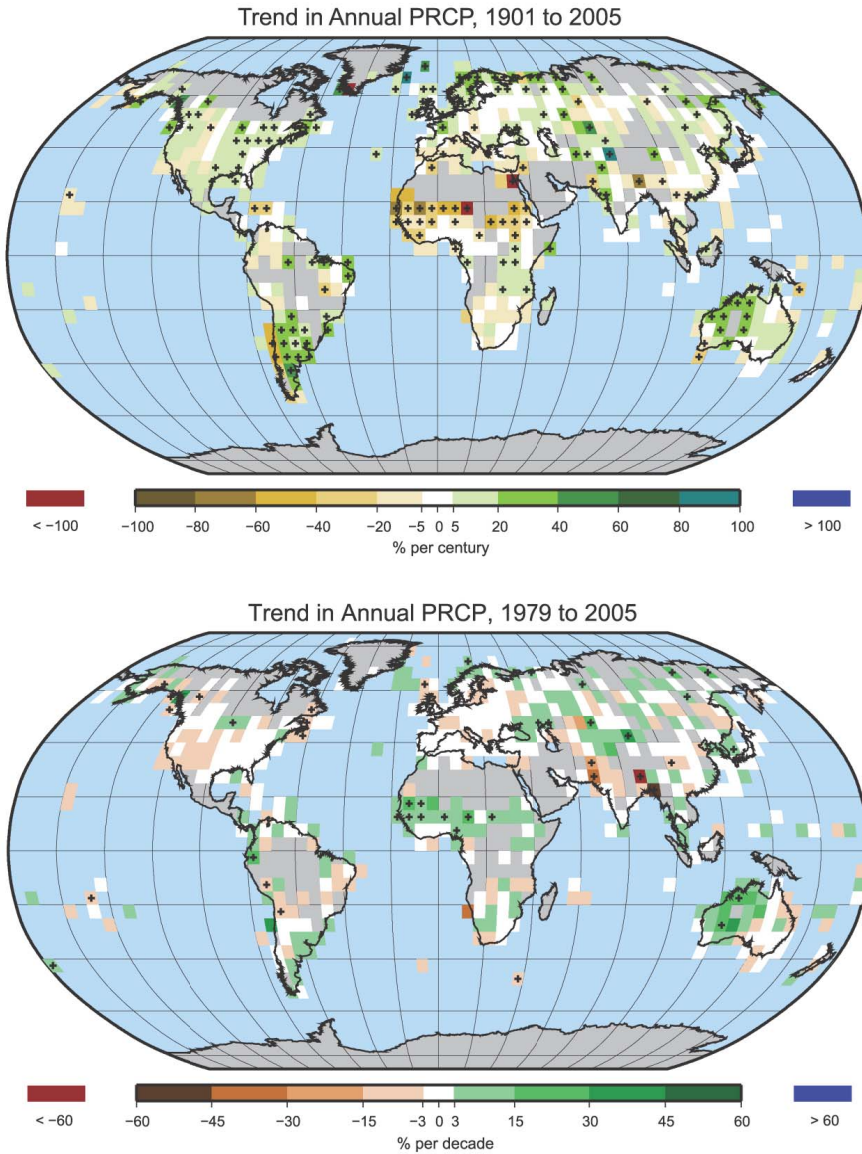 Trend in Annual PRCP, 1901 to 2005
< −100
−100 −80 −60 −40 −20 −5 0 5 20 40 60 80 100
> 100
% per century
Trend in Annual PRCP, 1979 to 2005
< −60
−60 −45 −30 −15 −3 0 3 15 30 45 60
> 60
% per decade